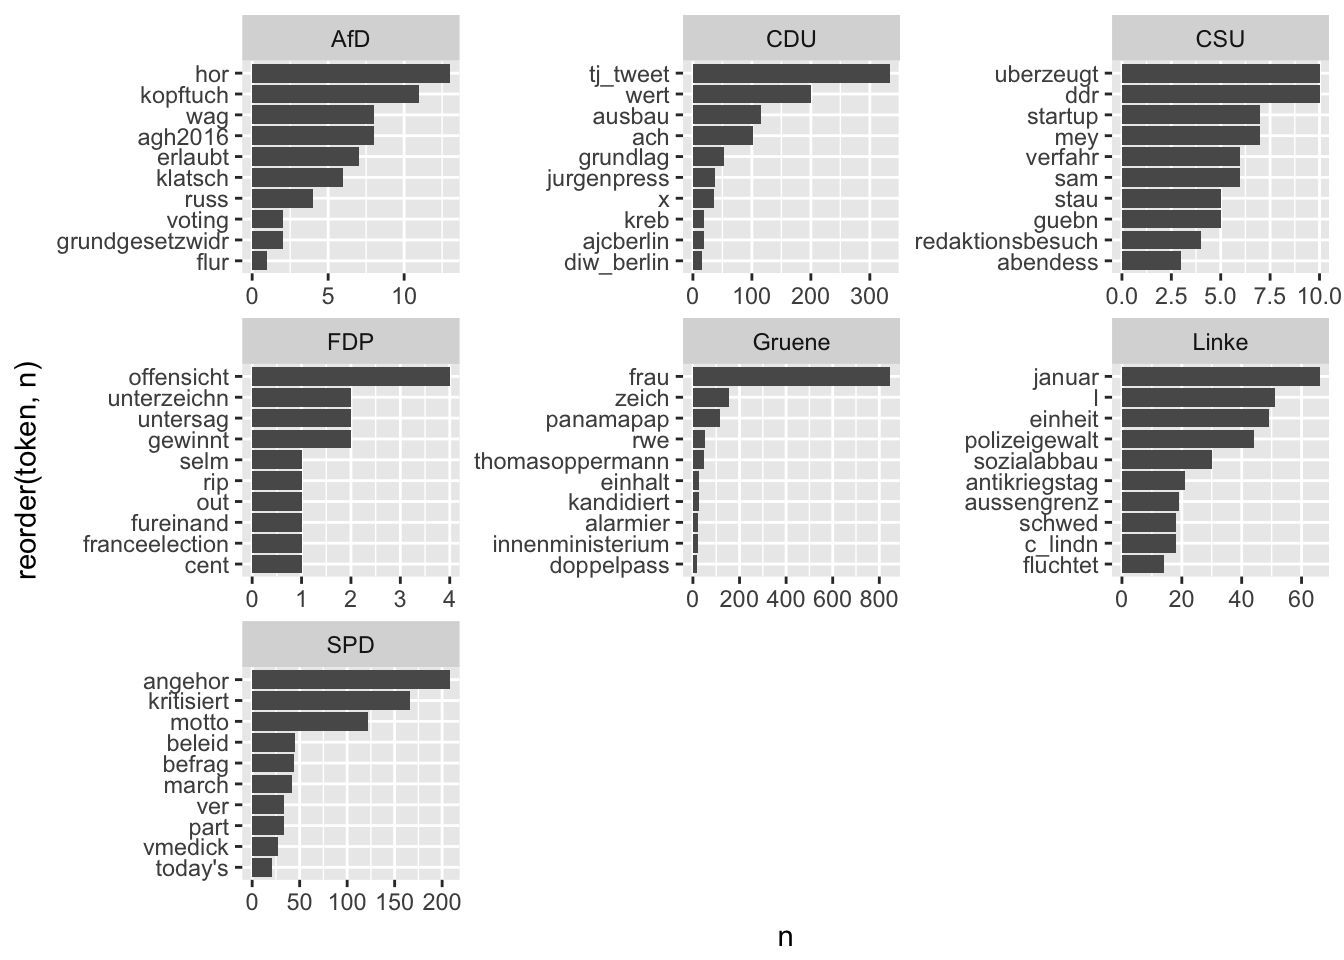 AfD
hor
kopftuch
wag
agh2016
erlaubt
klatsch
russ
voting
grundgesetzwidr
flur
0 5 10
CDU
tj_tweet
wert
ausbau
ach
grundlag
jurgenpress
x
kreb
ajcberlin
diw_berlin
0 100 200 300
CSU
uberzeugt
ddr
startup
mey
verfahr
sam
stau
guebn
redaktionsbesuch
abendess
0.0 2.5 5.0 7.5 10.0
FDP
offensicht
unterzeichn
untersag
gewinnt
selm
rip
out
fureinand
franceelection
cent
0 1 2 3 4
Gruene
frau
zeich
panamapap
rwe
thomasoppermann
einhalt
kandidiert
alarmier
innenministerium
doppelpass
0 200 400 600 800
Linke
januar
l
einheit
polizeigewalt
sozialabbau
antikriegstag
aussengrenz
schwed
c_lindn
fluchtet
0 20 40 60
SPD
angehor
kritisiert
motto
beleid
befrag
march
ver
part
vmedick
today's
0 50 100 150 200
reorder(token, n)
n